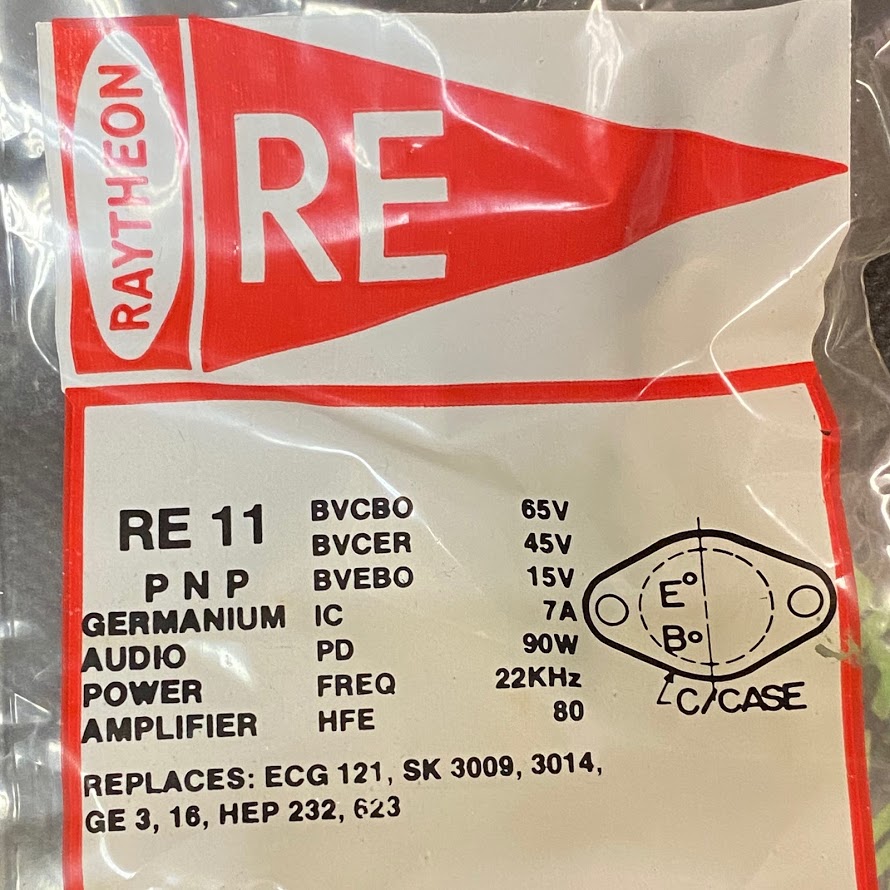 RAYTHEON
RE
RE 11
P N P
GERMANIUM
AUDIO
POWER
AMPLIFIER
BVCBO 65V
BVCER 45V
BVEBO 15V
IC 7A
PD 90W
FREQ 22KHz
HFE 80
E
B
C/CASE
REPLACES: ECG 121, SK 3009, 3014,
GE 3, 16, HEP 232, 623